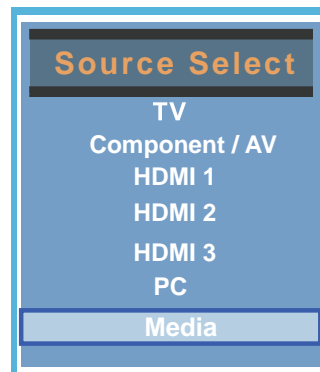 Source Select
TV
Component / AV
HDMI 1
HDMI 2
HDMI 3
PC
Media